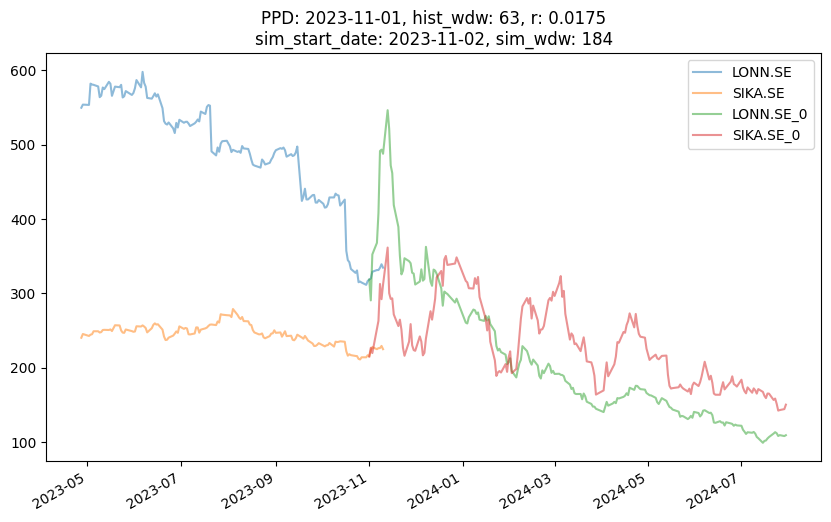 PPD: 2023-11-01, hist_wdw: 63, r: 0.0175
sim_start_date: 2023-11-02, sim_wdw: 184
LONN.SE
SIKA.SE
LONN.SE_0
SIKA.SE_0
600
500
400
300
200
100
2023-05
2023-07
2023-09
2023-11
2024-01
2024-03
2024-05
2024-07